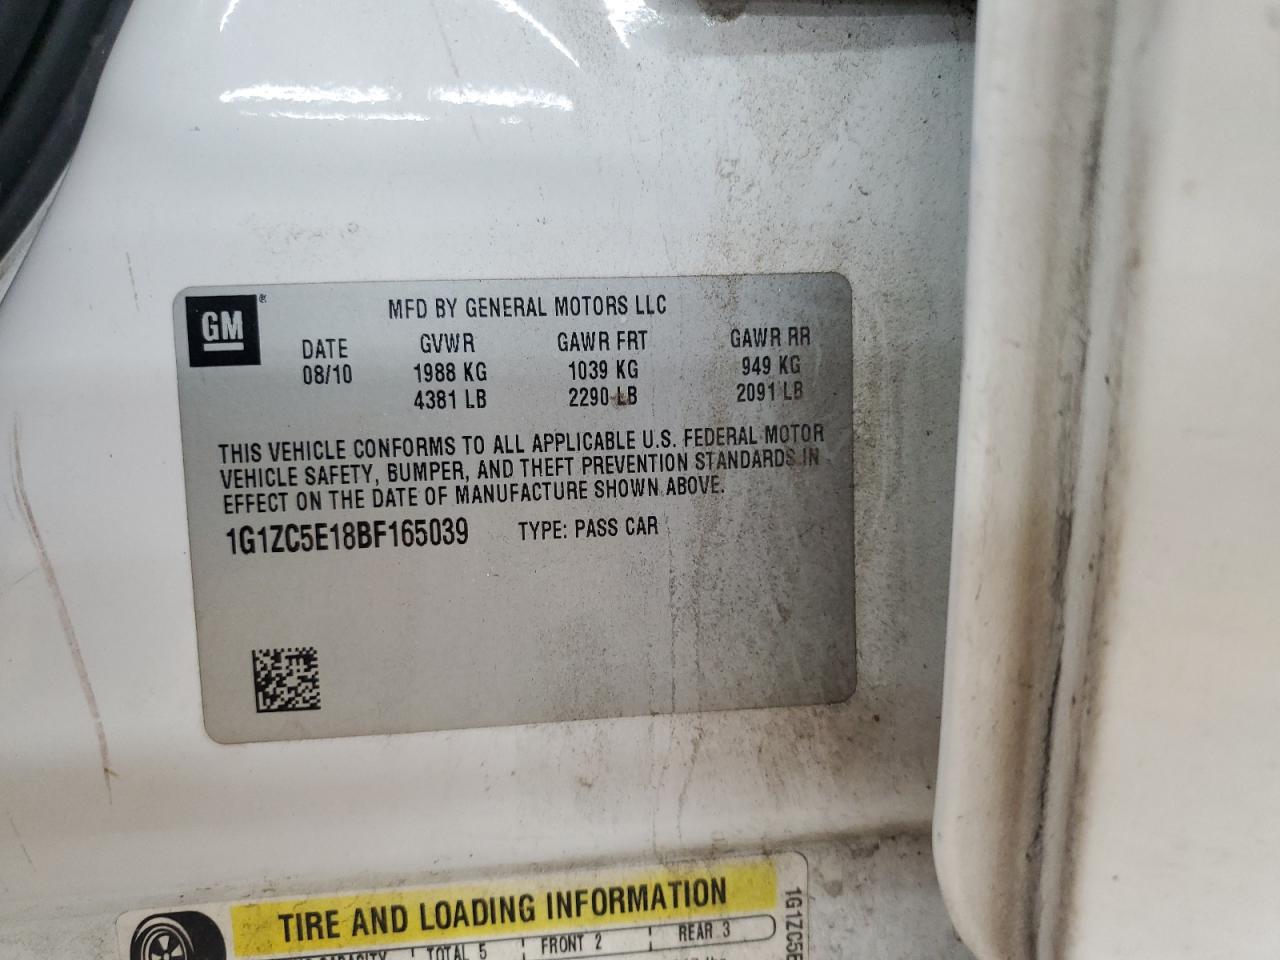 GM ®
MFD BY GENERAL MOTORS LLC
DATE GVWR GAWR FRT GAWR RR
08/10 1988 KG 1039 KG 949 KG
4381 LB 2290 LB 2091 LB
THIS VEHICLE CONFORMS TO ALL APPLICABLE U.S. FEDERAL MOTOR
VEHICLE SAFETY, BUMPER, AND THEFT PREVENTION STANDARDS IN
EFFECT ON THE DATE OF MANUFACTURE SHOWN ABOVE.
1G1ZC5E18BF165039 TYPE: PASS CAR
TIRE AND LOADING INFORMATION
CAPACITY TOTAL 5 FRONT 2 REAR 3
1G1ZC5E